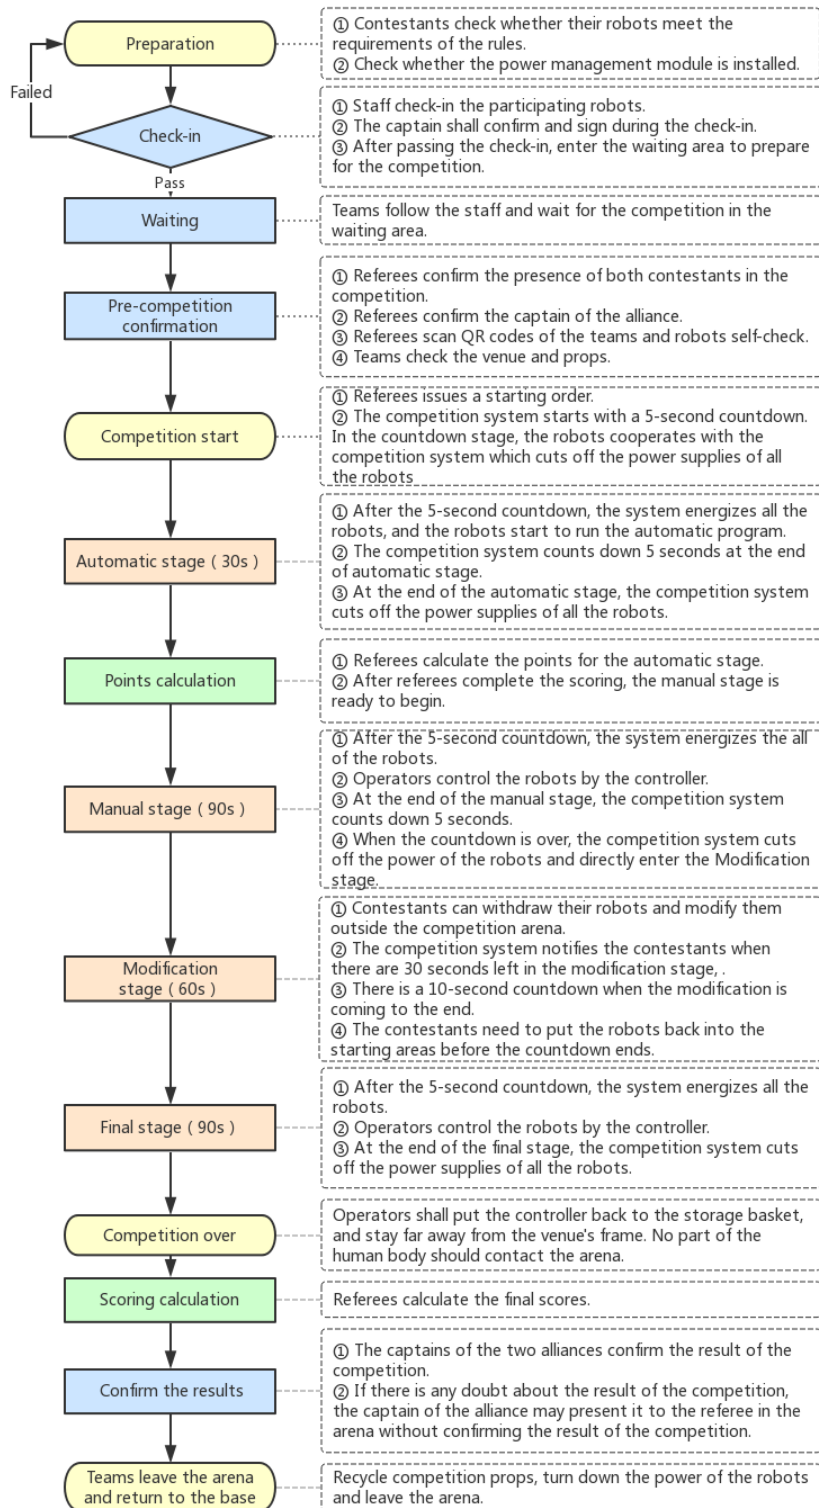 Preparation
① Contestants check whether their robots meet the
requirements of the rules.
② Check whether the power management module is installed.
Failed
Check-in
① Staff check-in the participating robots.
② The captain shall confirm and sign during the check-in.
③ After passing the check-in, enter the waiting area to prepare
for the competition.
Pass
Waiting
Teams follow the staff and wait for the competition in the
waiting area.
Pre-competition
confirmation
① Referees confirm the presence of both contestants in the
competition.
② Referees confirm the captain of the alliance.
③ Referees scan QR codes of the teams and robots self-check.
④ Teams check the venue and props.
Competition start
① Referees issues a starting order.
② The competition system starts with a 5-second countdown.
In the countdown stage, the robots cooperates with the
competition system which cuts off the power supplies of all
the robots
Automatic stage ( 30s )
① After the 5-second countdown, the system energizes all the
robots, and the robots start to run the automatic program.
② The competition system counts down 5 seconds at the end
of automatic stage.
③ At the end of the automatic stage, the competition system
cuts off the power supplies of all the robots.
Points calculation
① Referees calculate the points for the automatic stage.
② After referees complete the scoring, the manual stage is
ready to begin.
Manual stage ( 90s )
① After the 5-second countdown, the system energizes the all
of the robots.
② Operators control the robots by the controller.
③ At the end of the manual stage, the competition system
counts down 5 seconds.
④ When the countdown is over, the competition system cuts
off the power of the robots and directly enter the Modification
stage.
Modification
stage ( 60s )
① Contestants can withdraw their robots and modify them
outside the competition arena.
② The competition system notifies the contestants when
there are 30 seconds left in the modification stage, .
③ There is a 10-second countdown when the modification is
coming to the end.
④ The contestants need to put the robots back into the
starting areas before the countdown ends.
Final stage ( 90s )
① After the 5-second countdown, the system energizes all the
robots.
② Operators control the robots by the controller.
③ At the end of the final stage, the competition system cuts
off the power supplies of all the robots.
Competition over
Operators shall put the controller back to the storage basket,
and stay far away from the venue's frame. No part of the
human body should contact the arena.
Scoring calculation
Referees calculate the final scores.
Confirm the results
① The captains of the two alliances confirm the result of the
competition.
② If there is any doubt about the result of the competition,
the captain of the alliance may present it to the referee in the
arena without confirming the result of the competition.
Teams leave the arena
and return to the base
Recycle competition props, turn down the power of the robots
and leave the arena.